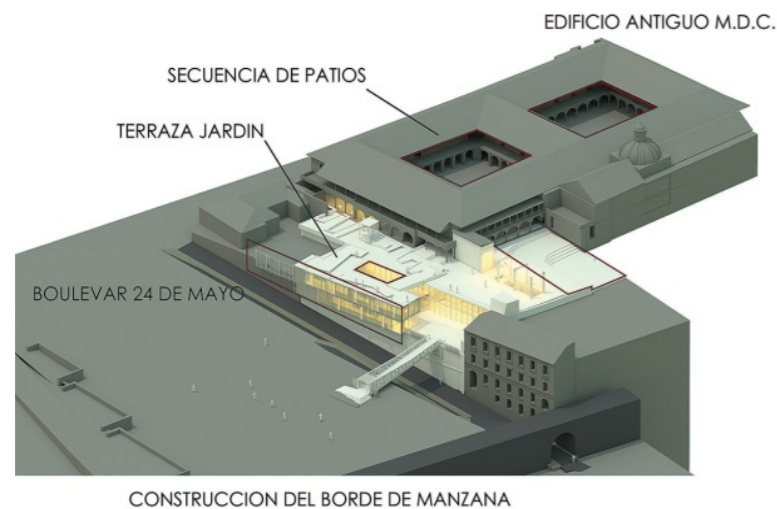 EDIFICIO ANTIGUO M.D.C.
SECUENCIA DE PATIOS
TERRAZA JARDIN
BOULEVAR 24 DE MAYO
CONSTRUCCION DEL BORDE DE MANZANA